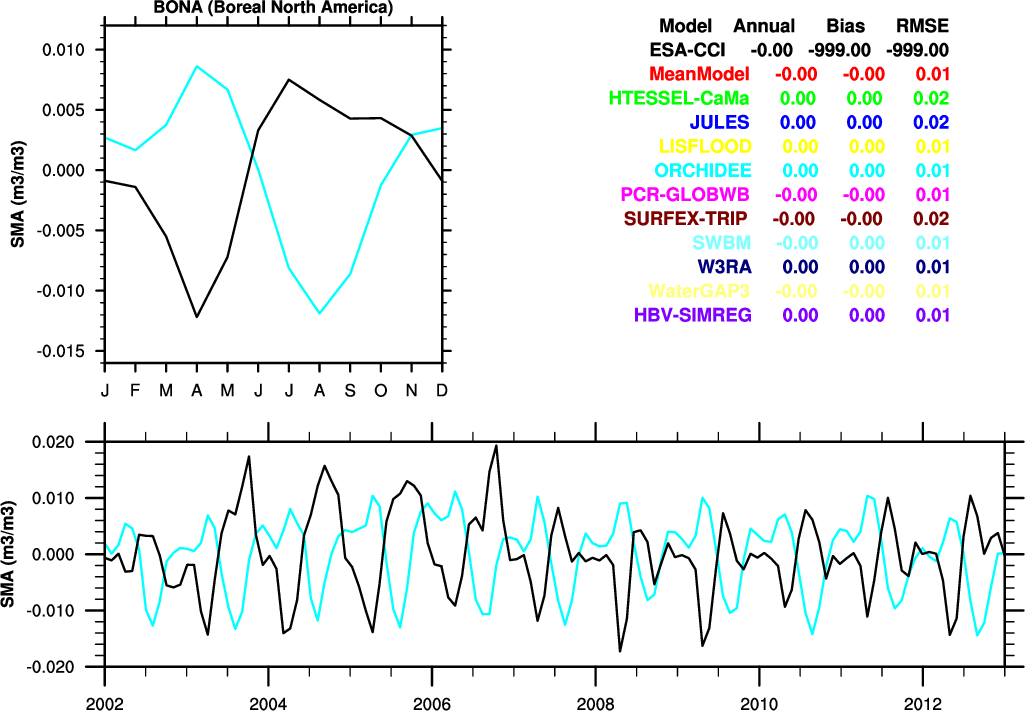 BONA (Boreal North America)
0.010
0.005
0.000
-0.005
-0.010
-0.015
SMA (m3/m3)
J F M A M J J A S O N D
Model Annual Bias RMSE
ESA-CCI -0.00 -999.00 -999.00
MeanModel -0.00 -0.00 0.01
HTESSEL-CaMa 0.00 0.00 0.02
JULES 0.00 0.00 0.02
LISFLOOD 0.00 0.00 0.01
ORCHIDEE 0.00 0.00 0.01
PCR-GLOBWB -0.00 -0.00 0.01
SURFEX-TRIP -0.00 -0.00 0.02
SWBM -0.00 0.00 0.01
W3RA 0.00 0.00 0.01
WaterGAP3 -0.00 -0.00 0.01
HBV-SIMREG 0.00 0.00 0.01
0.020
0.010
0.000
-0.010
-0.020
SMA (m3/m3)
2002 2004 2006 2008 2010 2012